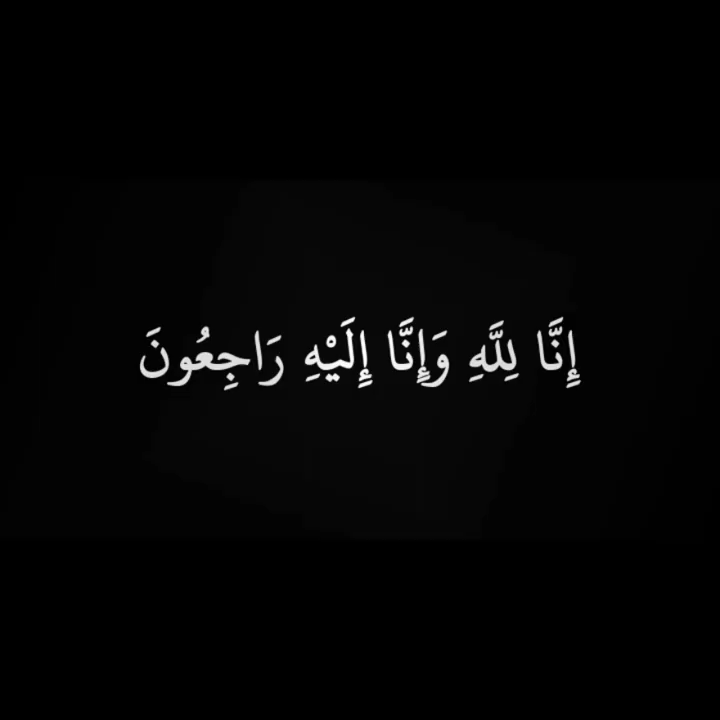 إِنَّا لِلَّهِ وَإِنَّا إِلَيْهِ رَاجِعُونَ